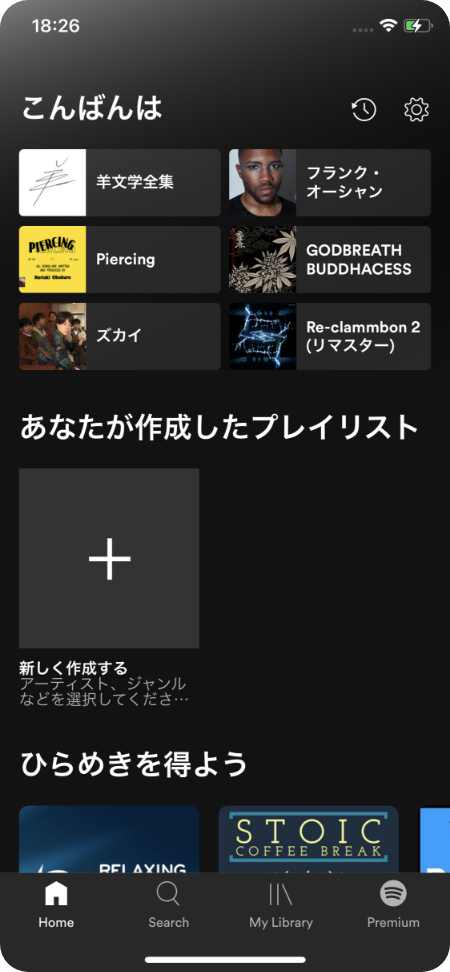 18:26
こんばんは
羊文学全集
フランク・
オーシャン
PIERCING
Noriaki Okukubo
Piercing
GODBREATH
BUDDHACESS
ズカイ
Re-clammbon 2
(リマスター)
あなたが作成したプレイリスト
新しく作成する
アーティスト、ジャンル
などを選択してくださ…
ひらめきを得よう
RELAXING
STOIC
COFFEE BREAK
Home
Search
My Library
Premium